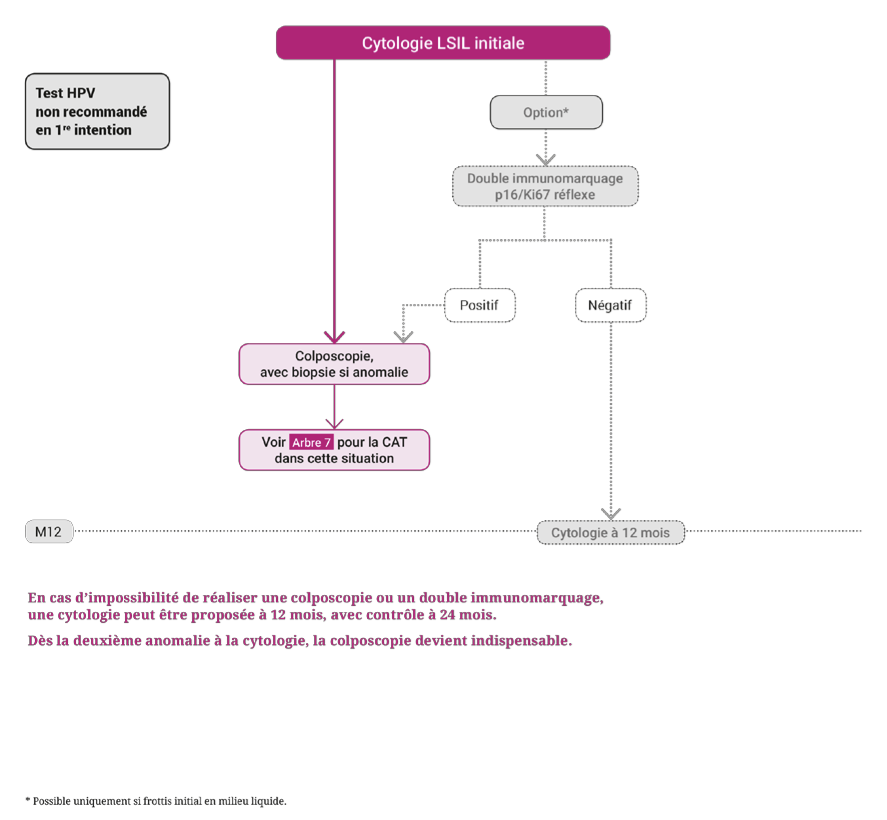 Cytologie LSIL initiale
Test HPV
non recommandé
en 1re intention
Option*
Double immunomarquage
p16/Ki67 réflexe
Positif
Négatif
Colposcopie,
avec biopsie si anomalie
Voir Arbre 7 pour la CAT
dans cette situation
M12
Cytologie à 12 mois
En cas d’impossibilité de réaliser une colposcopie ou un double immunomarquage,
une cytologie peut être proposée à 12 mois, avec contrôle à 24 mois.
Dès la deuxième anomalie à la cytologie, la colposcopie devient indispensable.
* Possible uniquement si frottis initial en milieu liquide.